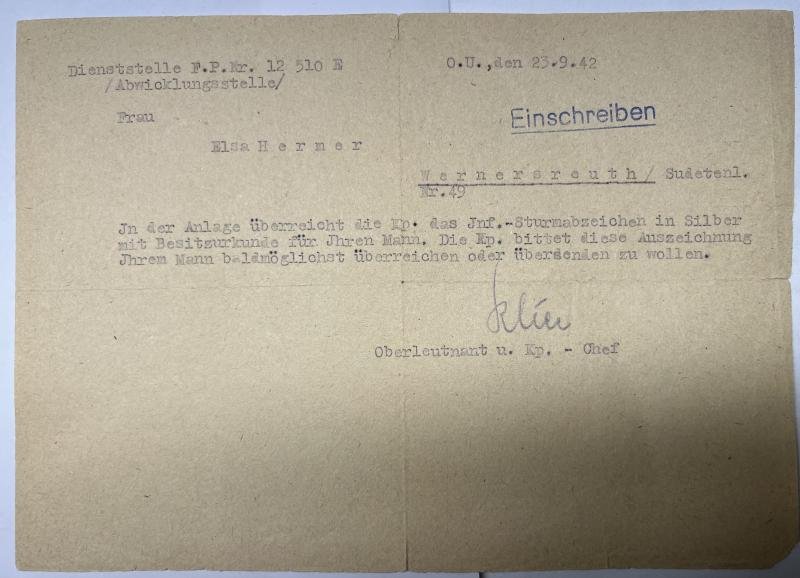 Dienststelle F.P.Nr. 12 510 E
/Abwicklungsstelle/
O.U.,den 23.9.42
Frau
Elsa H e r m e r
Einschreiben
W e r n e r s r e u t h / Sudetenl.
Nr.49
Jn der Anlage überreicht die Kp. das Jnf.-Sturmabzeichen in Silber
mit Besitzurkunde für Jhren Mann. Die Kp. bittet diese Auszeichnung
Jhrem Mann baldmöglichst überreichen oder übersenden zu wollen.
Oberleutnant u. Kp. - Chef